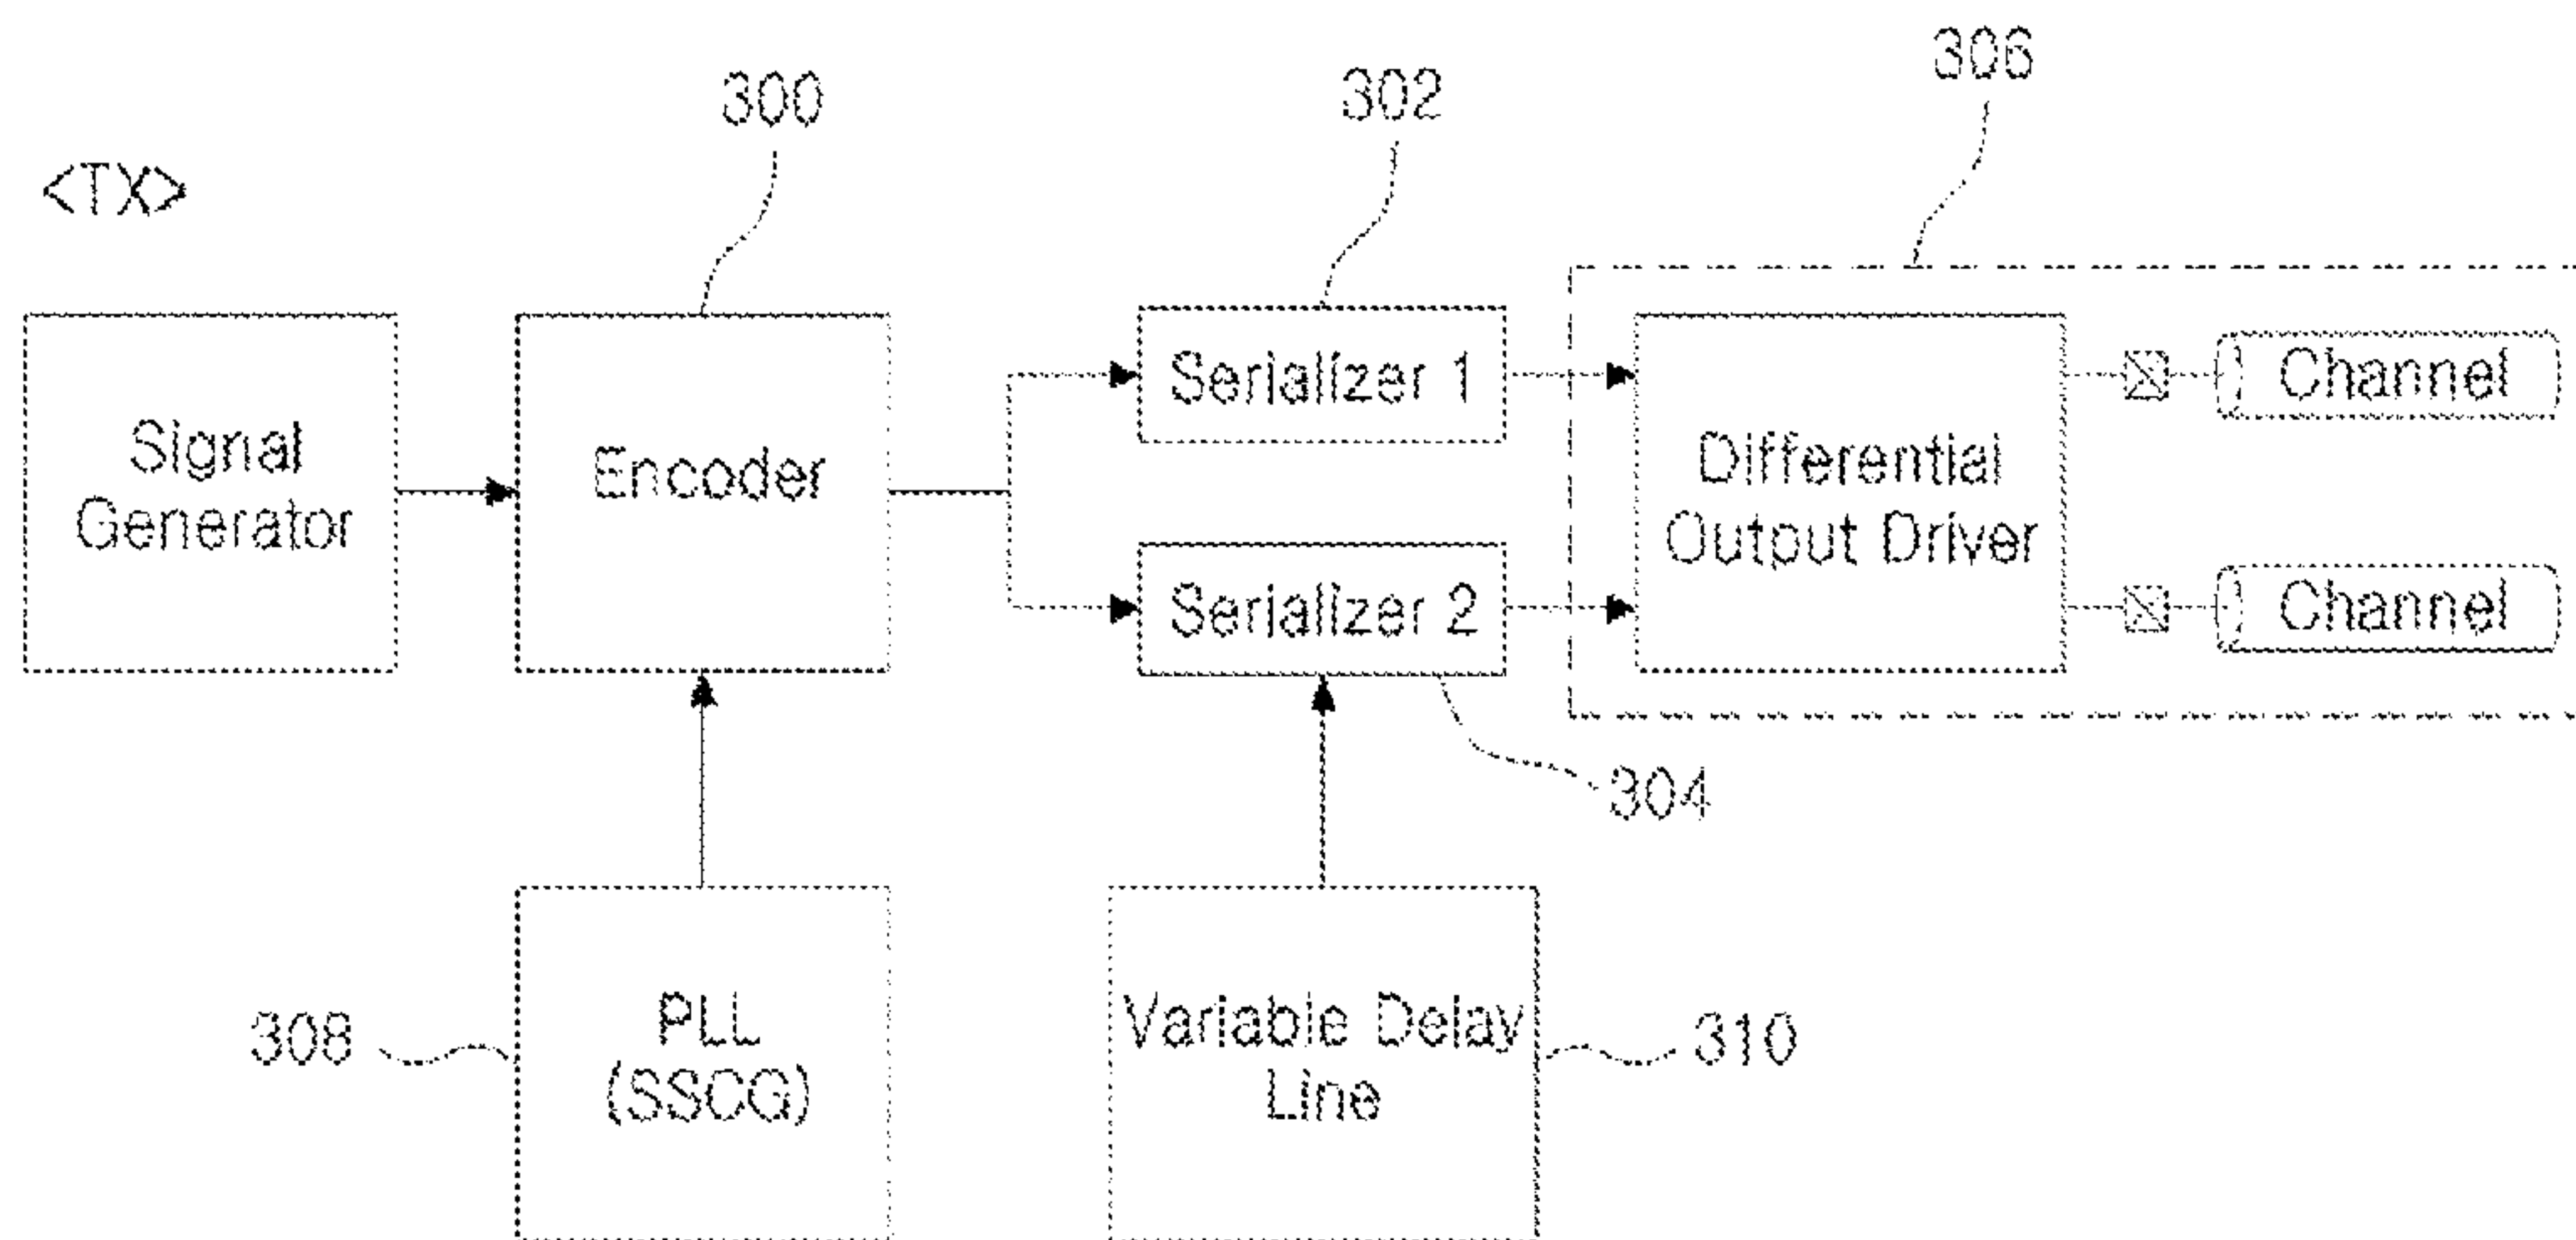 306
300
302
<TX>
Signal
Generator
Encoder
Serializer 1
Serializer 2
Differential
Output Driver
Channel
Channel
304
308
PLL
(SSCG)
Variable Delay
Line
310